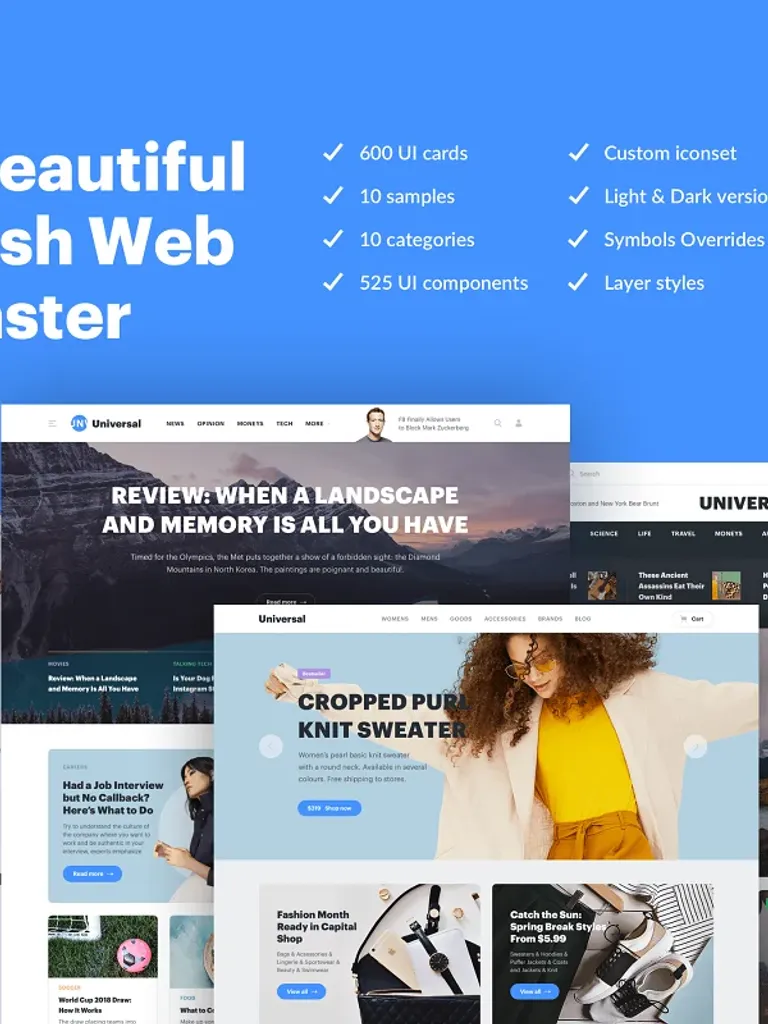 eautiful
sh Web
aster
600 UI cards
10 samples
10 categories
525 UI components
Custom iconset
Light & Dark versio
Symbols Overrides
Layer styles
UNV Universal
NEWS OPINION MONEYS TECH MORE
FB Finally Allows Users
to Block Mark Zuckerberg
REVIEW: WHEN A LANDSCAPE
AND MEMORY IS ALL YOU HAVE
Timed for the Olympics, the Met puts together a show of a forbidden sight: the Diamond
Mountains in North Korea. The paintings are poignant and beautiful.
Read more
MOVIES
Review: When a Landscape
and Memory Is All You Have
TALKING TECH
Is Your Dog
Instagram S
Search
oston and New York Bear Brunt
UNIVER
SCIENCE LIFE TRAVEL MONEYS A
These Ancient
Assassins Eat Their
Own Kind
CAREERS
Had a Job Interview
but No Callback?
Here's What to Do
Try to understand the culture of
the company where you want to
work and be authentic in your
interview, experts emphasize
Read more →
SOCCER
World Cup 2018 Draw:
How It Works
The draw placing teams into
FOOD
What to C
Make up
Universal
WOMENS MENS GOODS ACCESSORIES BRANDS BLOG
Cart
Bestseller
CROPPED PURL
KNIT SWEATER
Women's pearl basic knit sweater
with a round neck. Available in several
colours. Free shipping to stores.
$319 Shop now
Fashion Month
Ready in Capital
Shop
Bags & Accessories &
Lingerie & Sportswear &
Beauty & Swimwear
View all →
Catch the Sun:
Spring Break Styles
From $5.99
Sweaters & Hoodies &
Puffer Jackets & Coats
and Jackets & Knit
View all →